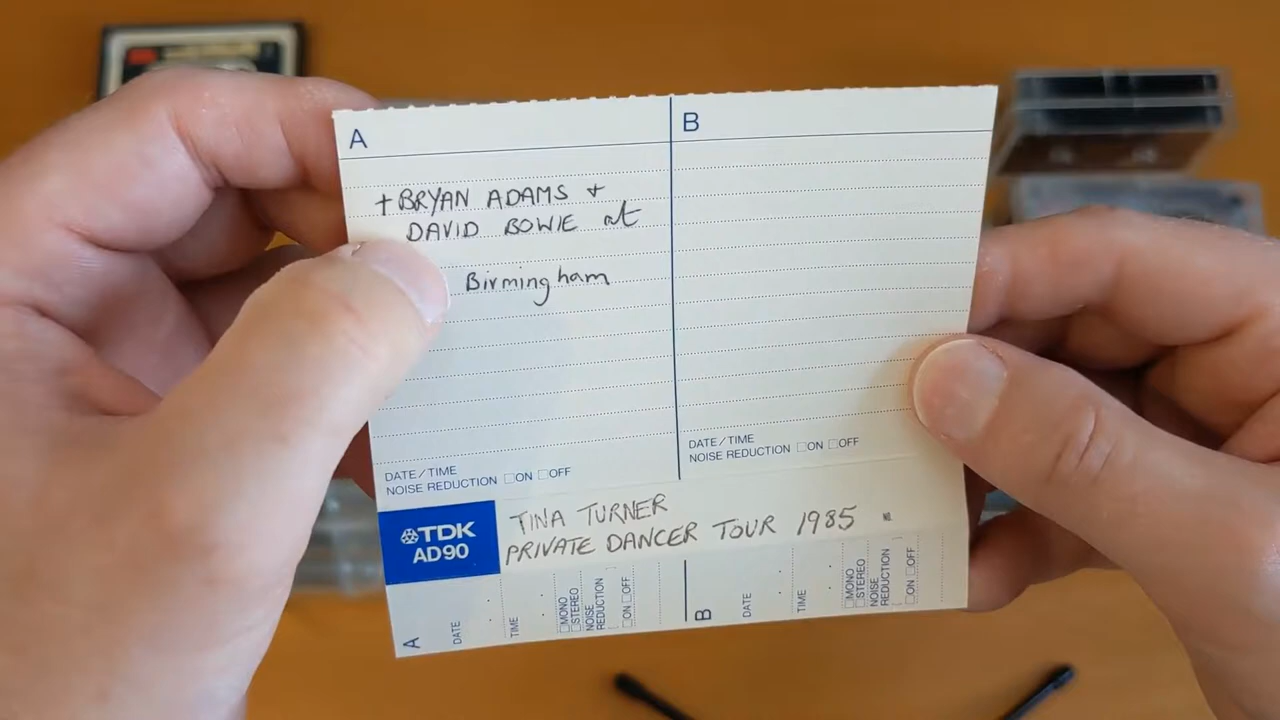 A
+ BRYAN ADAMS +
DAVID BOWIE at
Birmingham
DATE/TIME
NOISE REDUCTION □ON □OFF
B
DATE/TIME
NOISE REDUCTION □ON □OFF
TDK
AD90
TINA TURNER
PRIVATE DANCER TOUR 1985
A
DATE
TIME
□MONO
□STEREO
NOISE
REDUCTION
□ON □OFF
B
DATE
TIME
□MONO
□STEREO
NOISE
REDUCTION
□ON □OFF